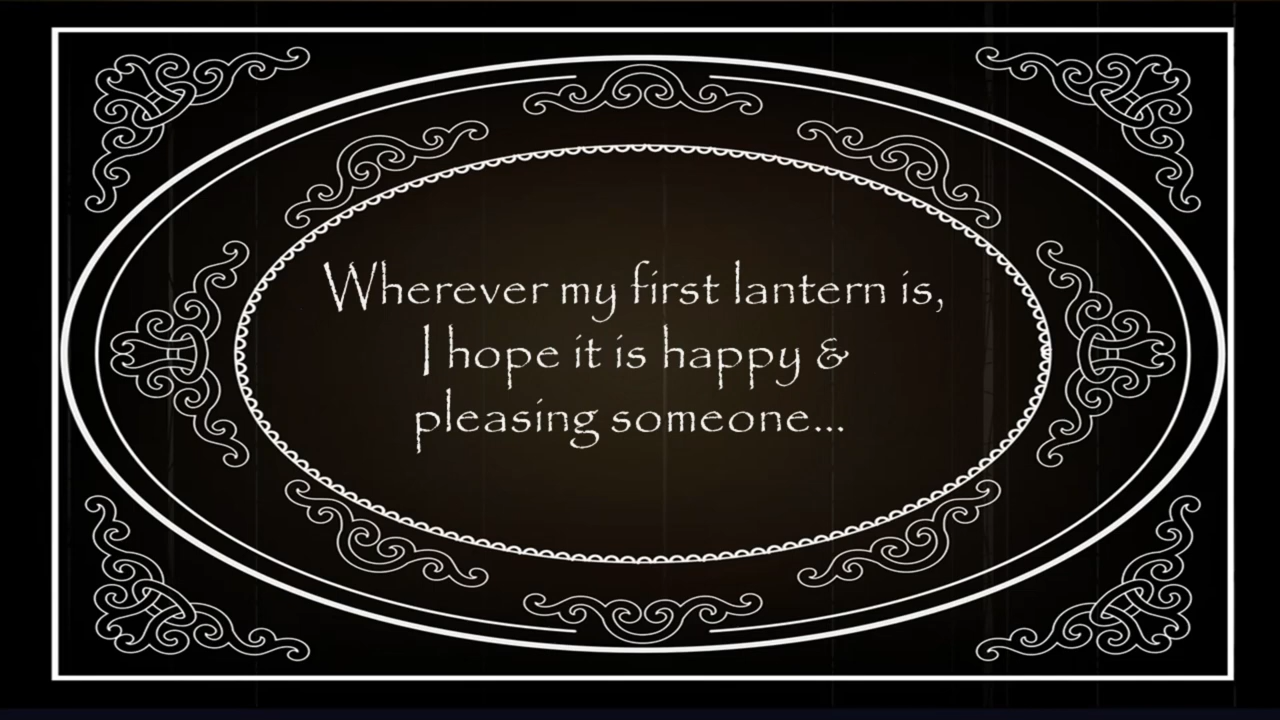 Wherever my first lantern is,
I hope it is happy &
pleasing someone...